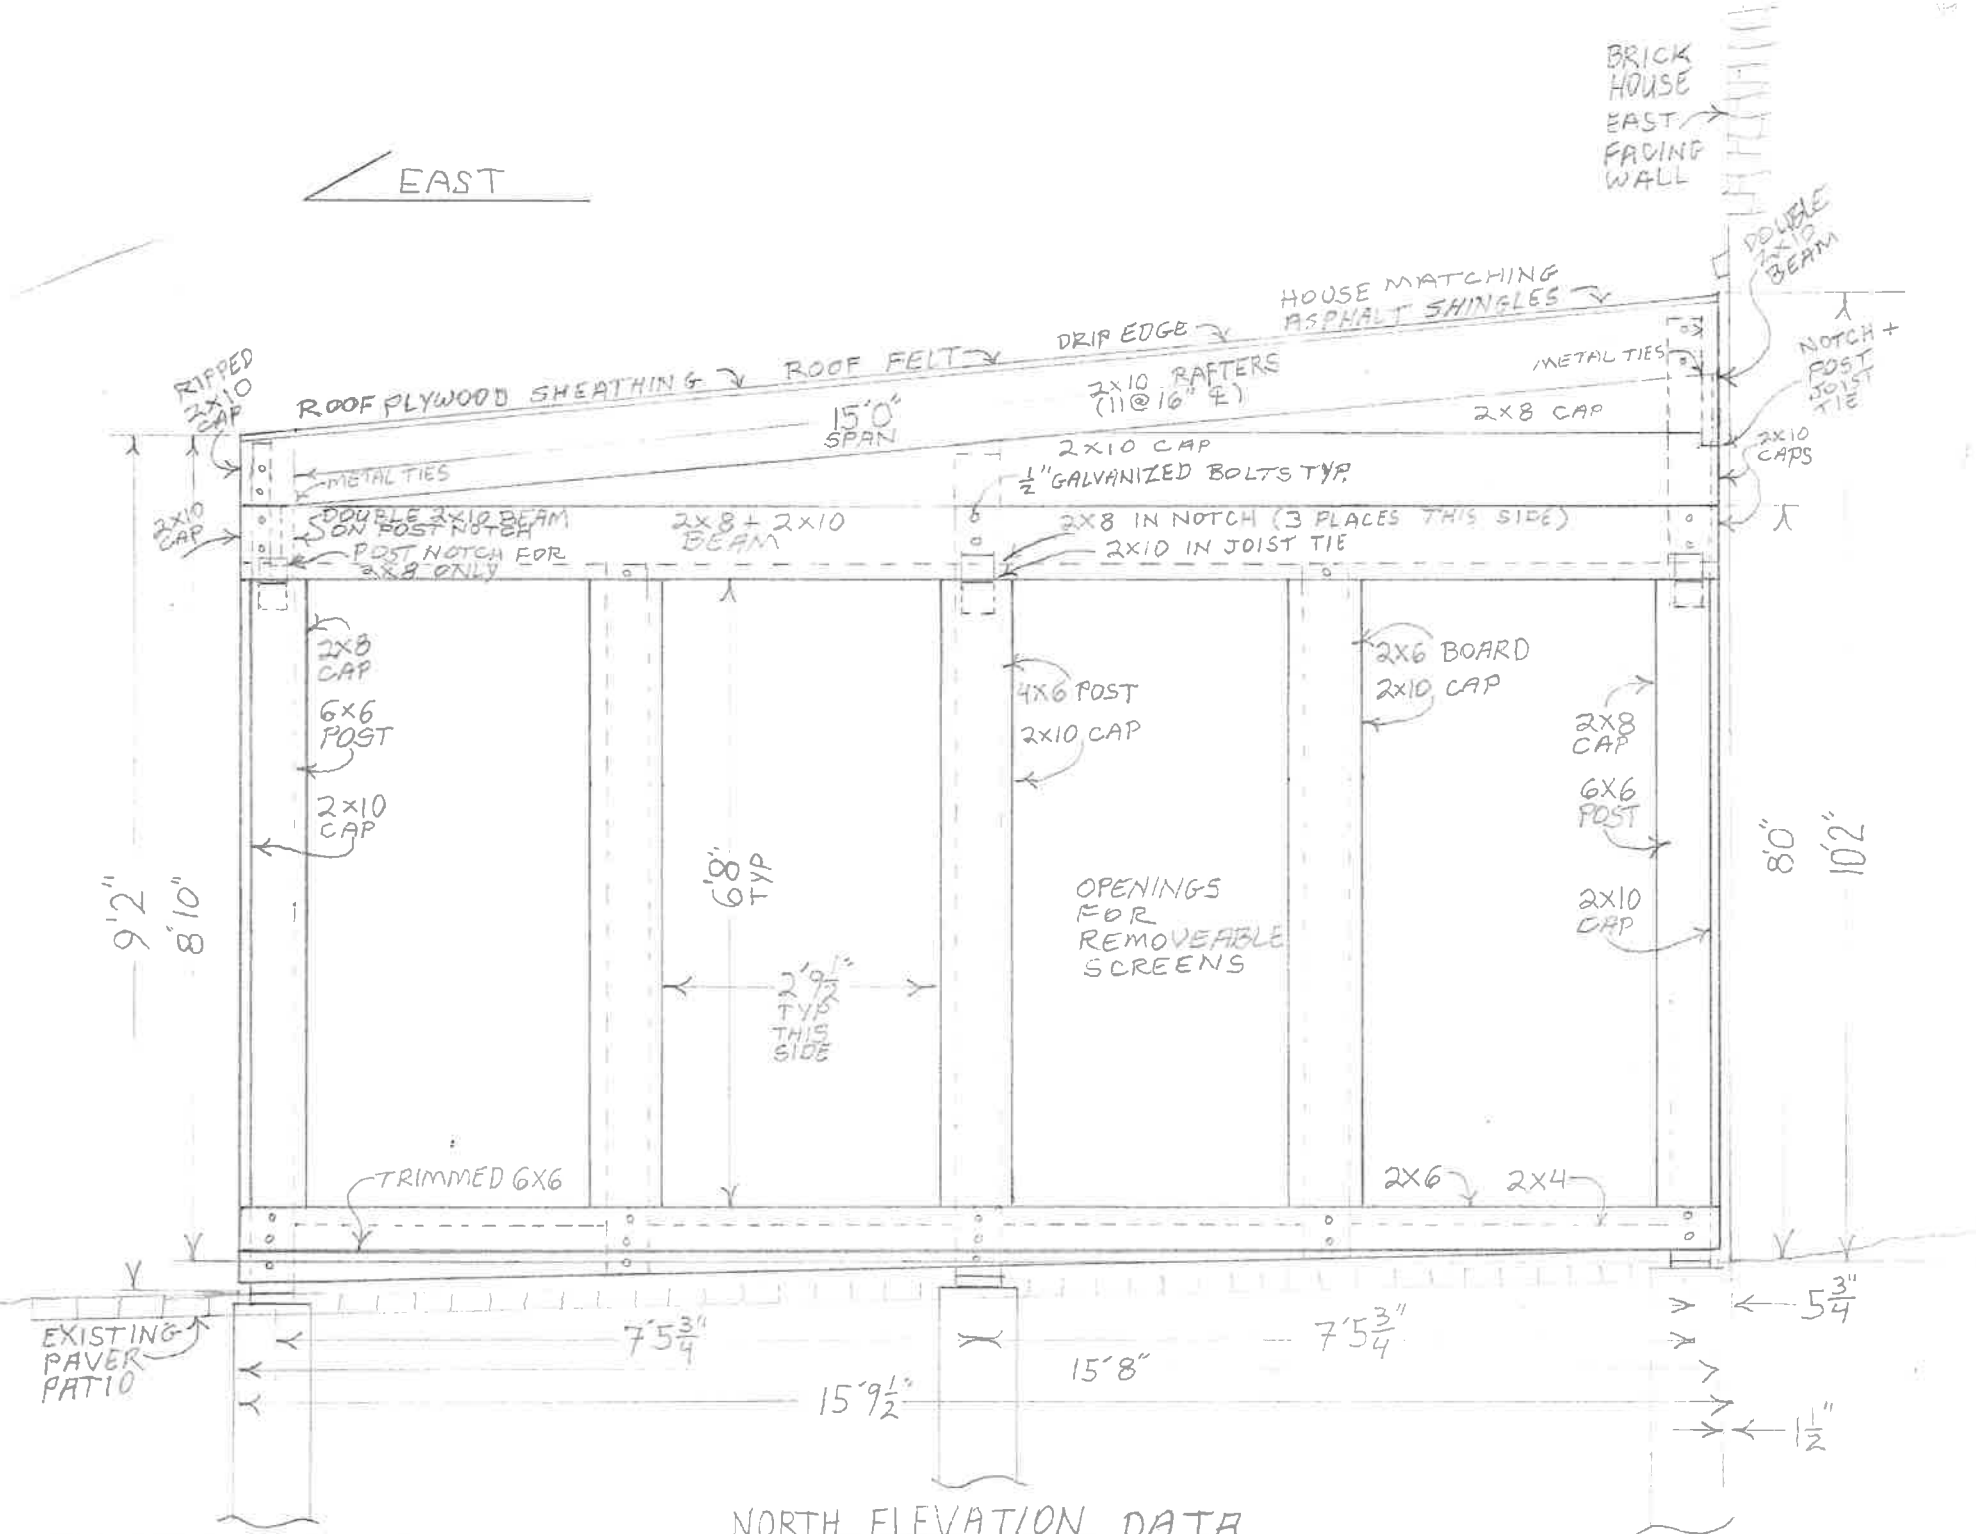 BRICK
HOUSE
EAST
FACING
WALL
EAST
DOUBLE
2X10
BEAM
HOUSE MATCHING
ASPHALT SHINGLES
DRIP EDGE
ROOF FELT
ROOF PLYWOOD SHEATHING
RIPPED
2X10
CAP
METAL TIES
NOTCH +
POST
JOIST
TIE
2X10 RAFTERS
(11@16" ℄)
15'0"
SPAN
2X8 CAP
2X10 CAP
2X10
CAPS
METAL TIES
1/2" GALVANIZED BOLTS TYP.
2X10
CAP
DOUBLE 2X10 BEAM
ON POST NOTCH
POST NOTCH FOR
2X8 ONLY
2X8 + 2X10
BEAM
2X8 IN NOTCH (3 PLACES THIS SIDE)
2X10 IN JOIST TIE
2X8
CAP
6X6
POST
2X10
CAP
4X6 POST
2X10 CAP
2X6 BOARD
2X10 CAP
2X8
CAP
6X6
POST
2X10
CAP
9'2"
8'10"
6'8"
TYP
8'0"
10'2"
OPENINGS
FOR
REMOVEABLE
SCREENS
2'9 1/2"
TYP
THIS
SIDE
TRIMMED 6X6
2X6
2X4
EXISTING
PAVER
PATIO
7'5 3/4"
7'5 3/4"
5 3/4"
15'8"
15'9 1/2"
1 1/2"
NORTH ELEVATION DATA